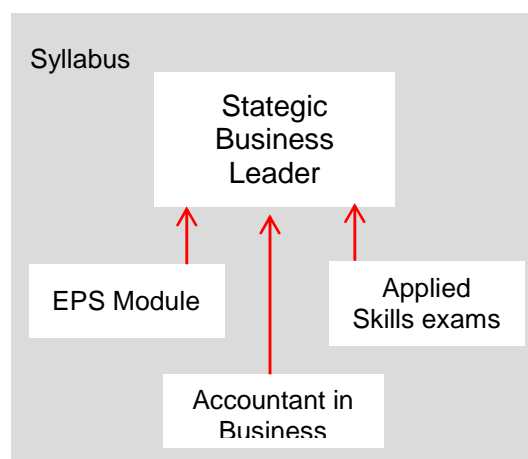 Syllabus
Stategic
Business
Leader
EPS Module
Applied
Skills exams
Accountant in
Business